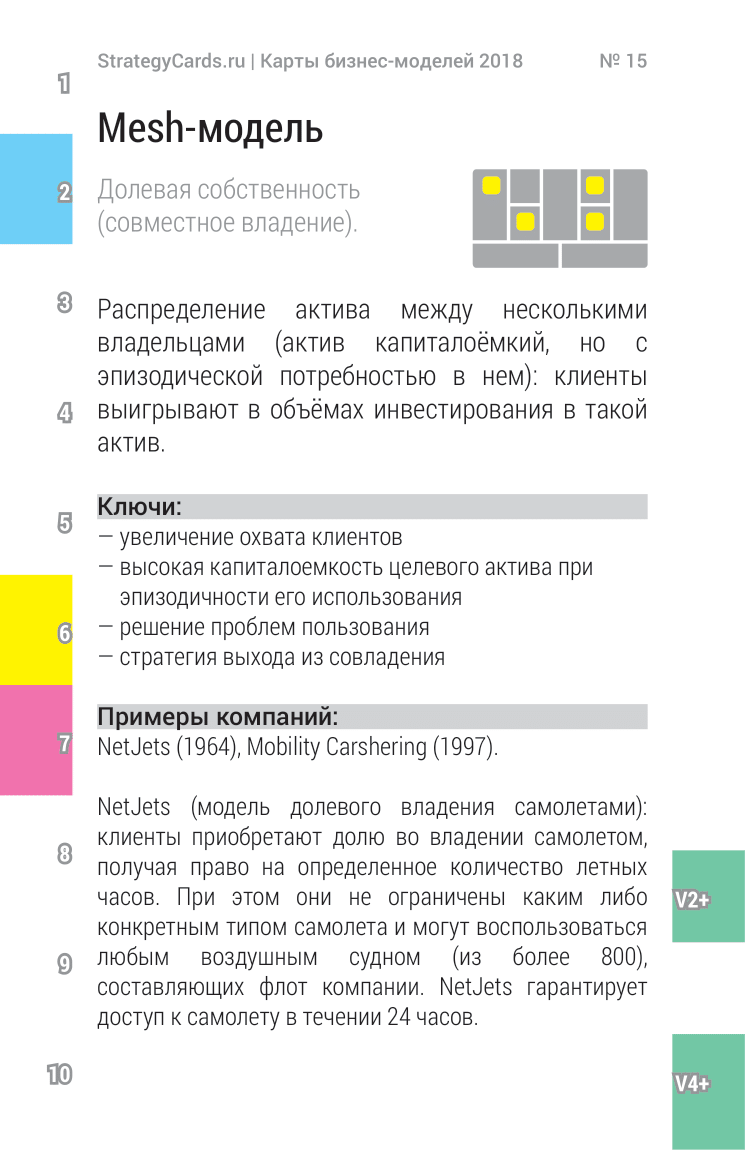 StrategyCards.ru | Карты бизнес-моделей 2018 № 15
1
Mesh-модель
2
Долевая собственность
(совместное владение).
3
Распределение актива между несколькими
владельцами (актив капиталоёмкий, но с
эпизодической потребностью в нем): клиенты
4
выигрывают в объёмах инвестирования в такой
актив.
Ключи:
5
— увеличение охвата клиентов
— высокая капиталоемкость целевого актива при
эпизодичности его использования
— решение проблем пользования
6
— стратегия выхода из совладения
Примеры компаний:
7
NetJets (1964), Mobility Carshering (1997).
NetJets (модель долевого владения самолетами):
клиенты приобретают долю во владении самолетом,
8
получая право на определенное количество летных
часов. При этом они не ограничены каким либо
V2+
конкретным типом самолета и могут воспользоваться
любым воздушным судном (из более 800),
9
составляющих флот компании. NetJets гарантирует
доступ к самолету в течении 24 часов.
10
V4+